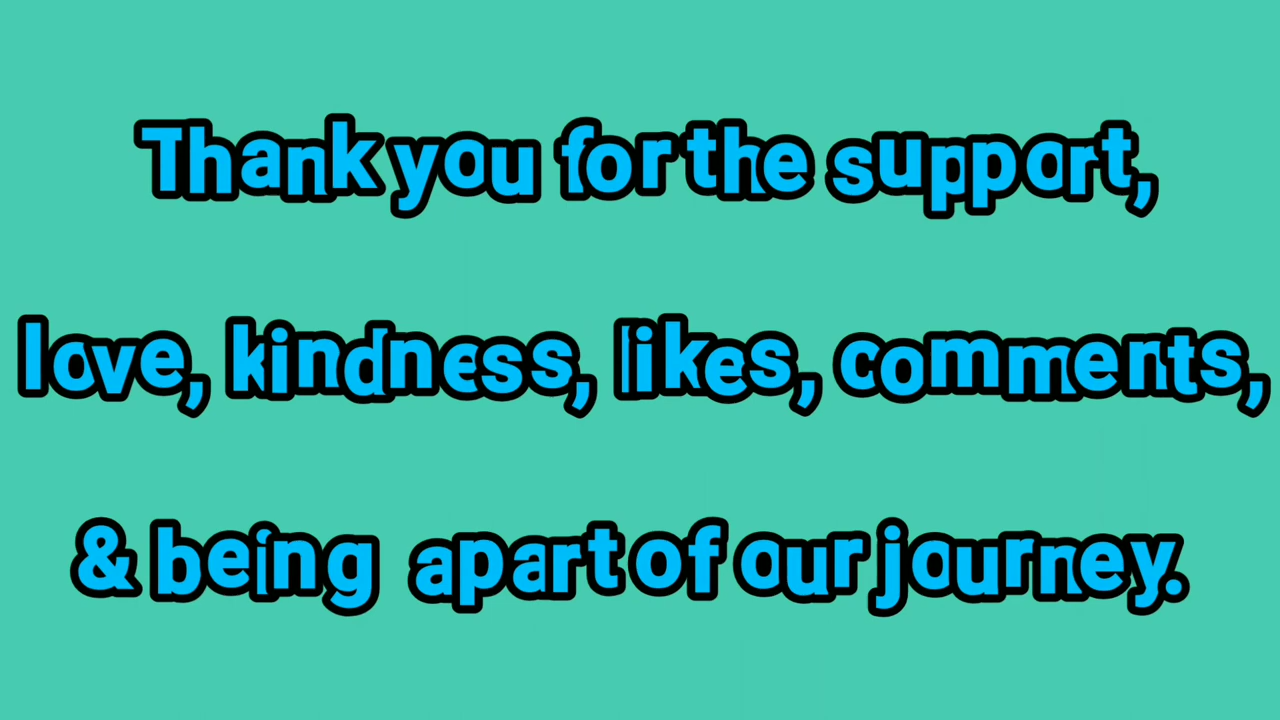 Thank you for the support,
love, kindness, likes, comments,
& being apart of our journey.